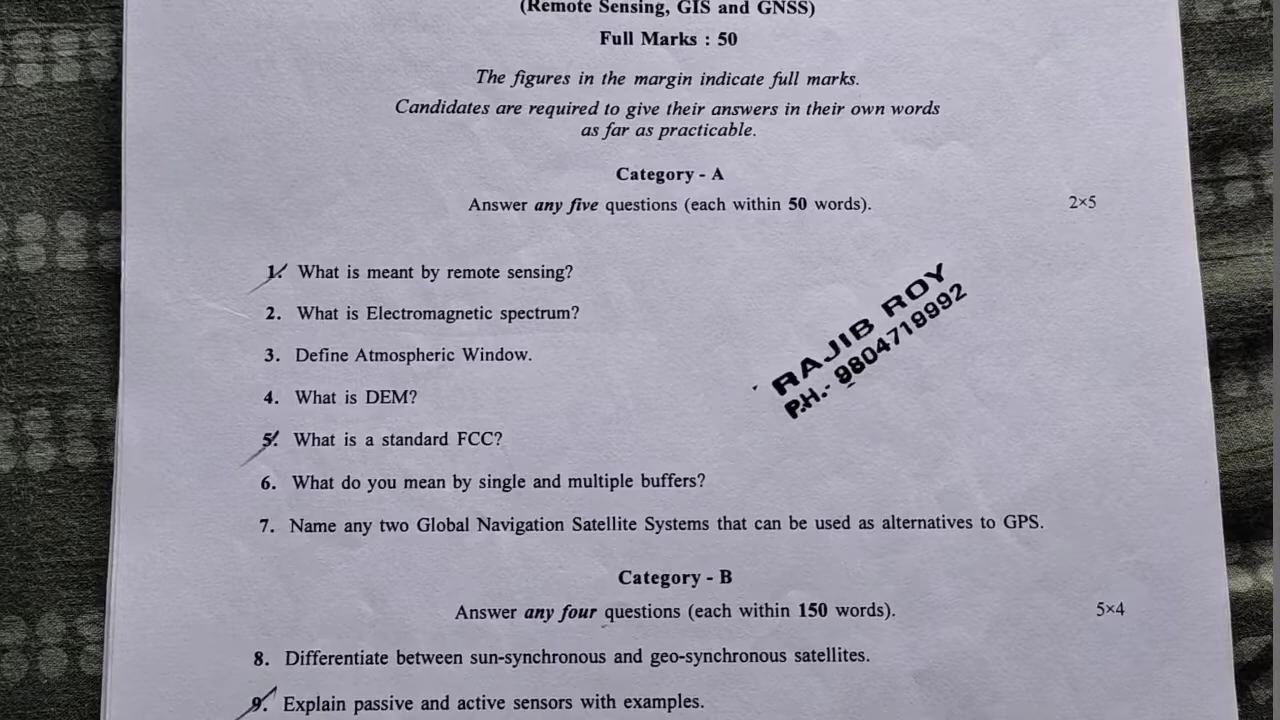 (Remote Sensing, GIS and GNSS)
Full Marks : 50
The figures in the margin indicate full marks.
Candidates are required to give their answers in their own words
as far as practicable.
Category - A
Answer any five questions (each within 50 words). 2×5
1. What is meant by remote sensing?
2. What is Electromagnetic spectrum?
3. Define Atmospheric Window.
4. What is DEM?
5. What is a standard FCC?
6. What do you mean by single and multiple buffers?
7. Name any two Global Navigation Satellite Systems that can be used as alternatives to GPS.
RAJIB ROY
P.H.- 9804719992
Category - B
Answer any four questions (each within 150 words). 5×4
8. Differentiate between sun-synchronous and geo-synchronous satellites.
9. Explain passive and active sensors with examples.